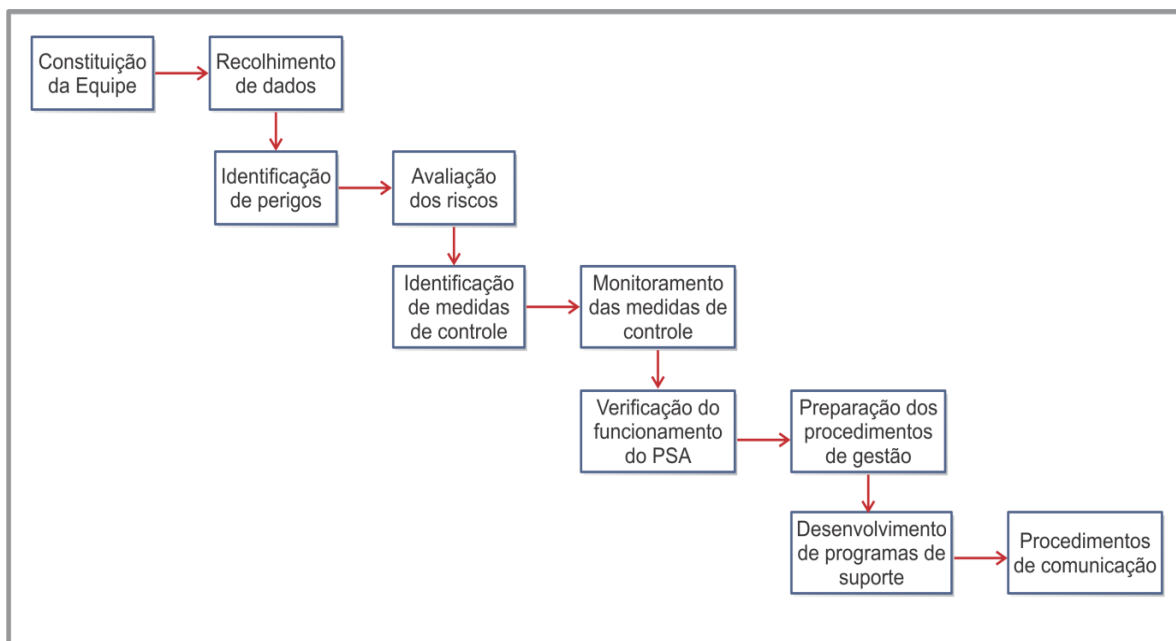 Constituição
da Equipe
Recolhimento
de dados
Identificação
de perigos
Avaliação
dos riscos
Identificação
de medidas
de controle
Monitoramento
das medidas de
controle
Verificação do
funcionamento
do PSA
Preparação dos
procedimentos
de gestão
Desenvolvimento
de programas de
suporte
Procedimentos
de comunicação